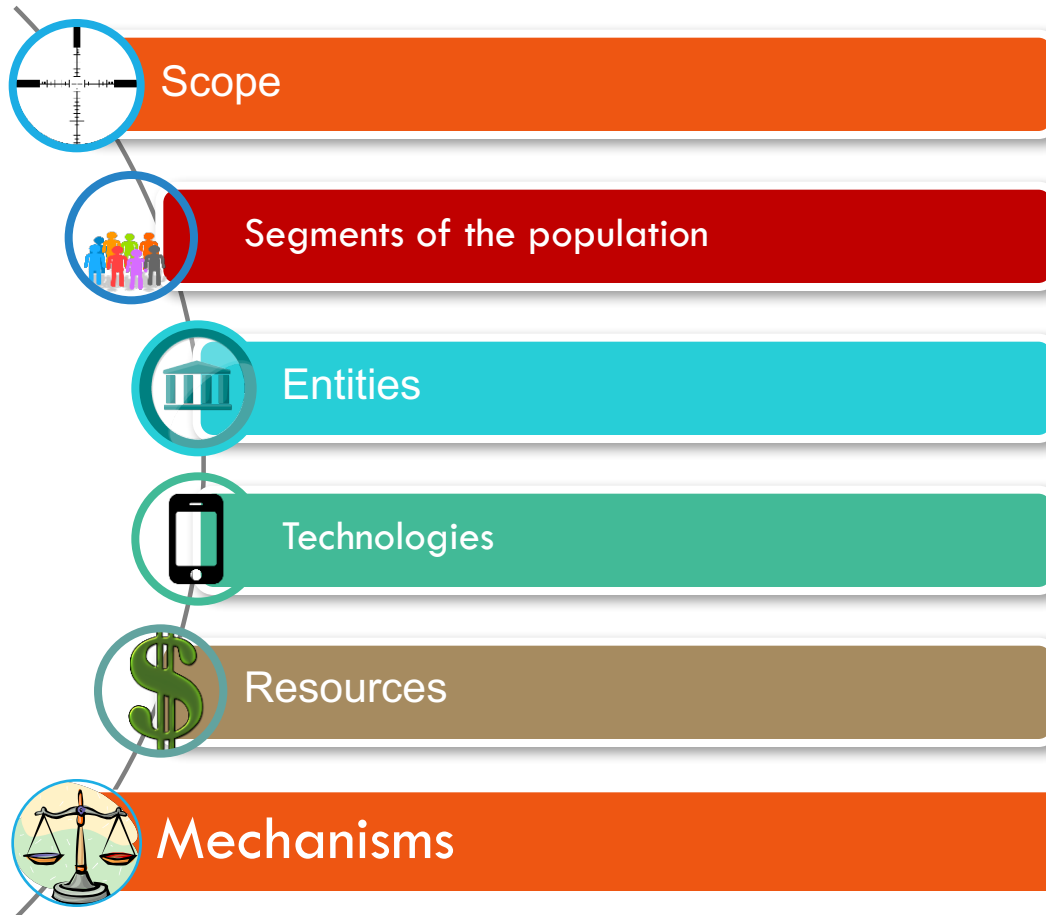 Scope
Segments of the population
Entities
Technologies
Resources
Mechanisms